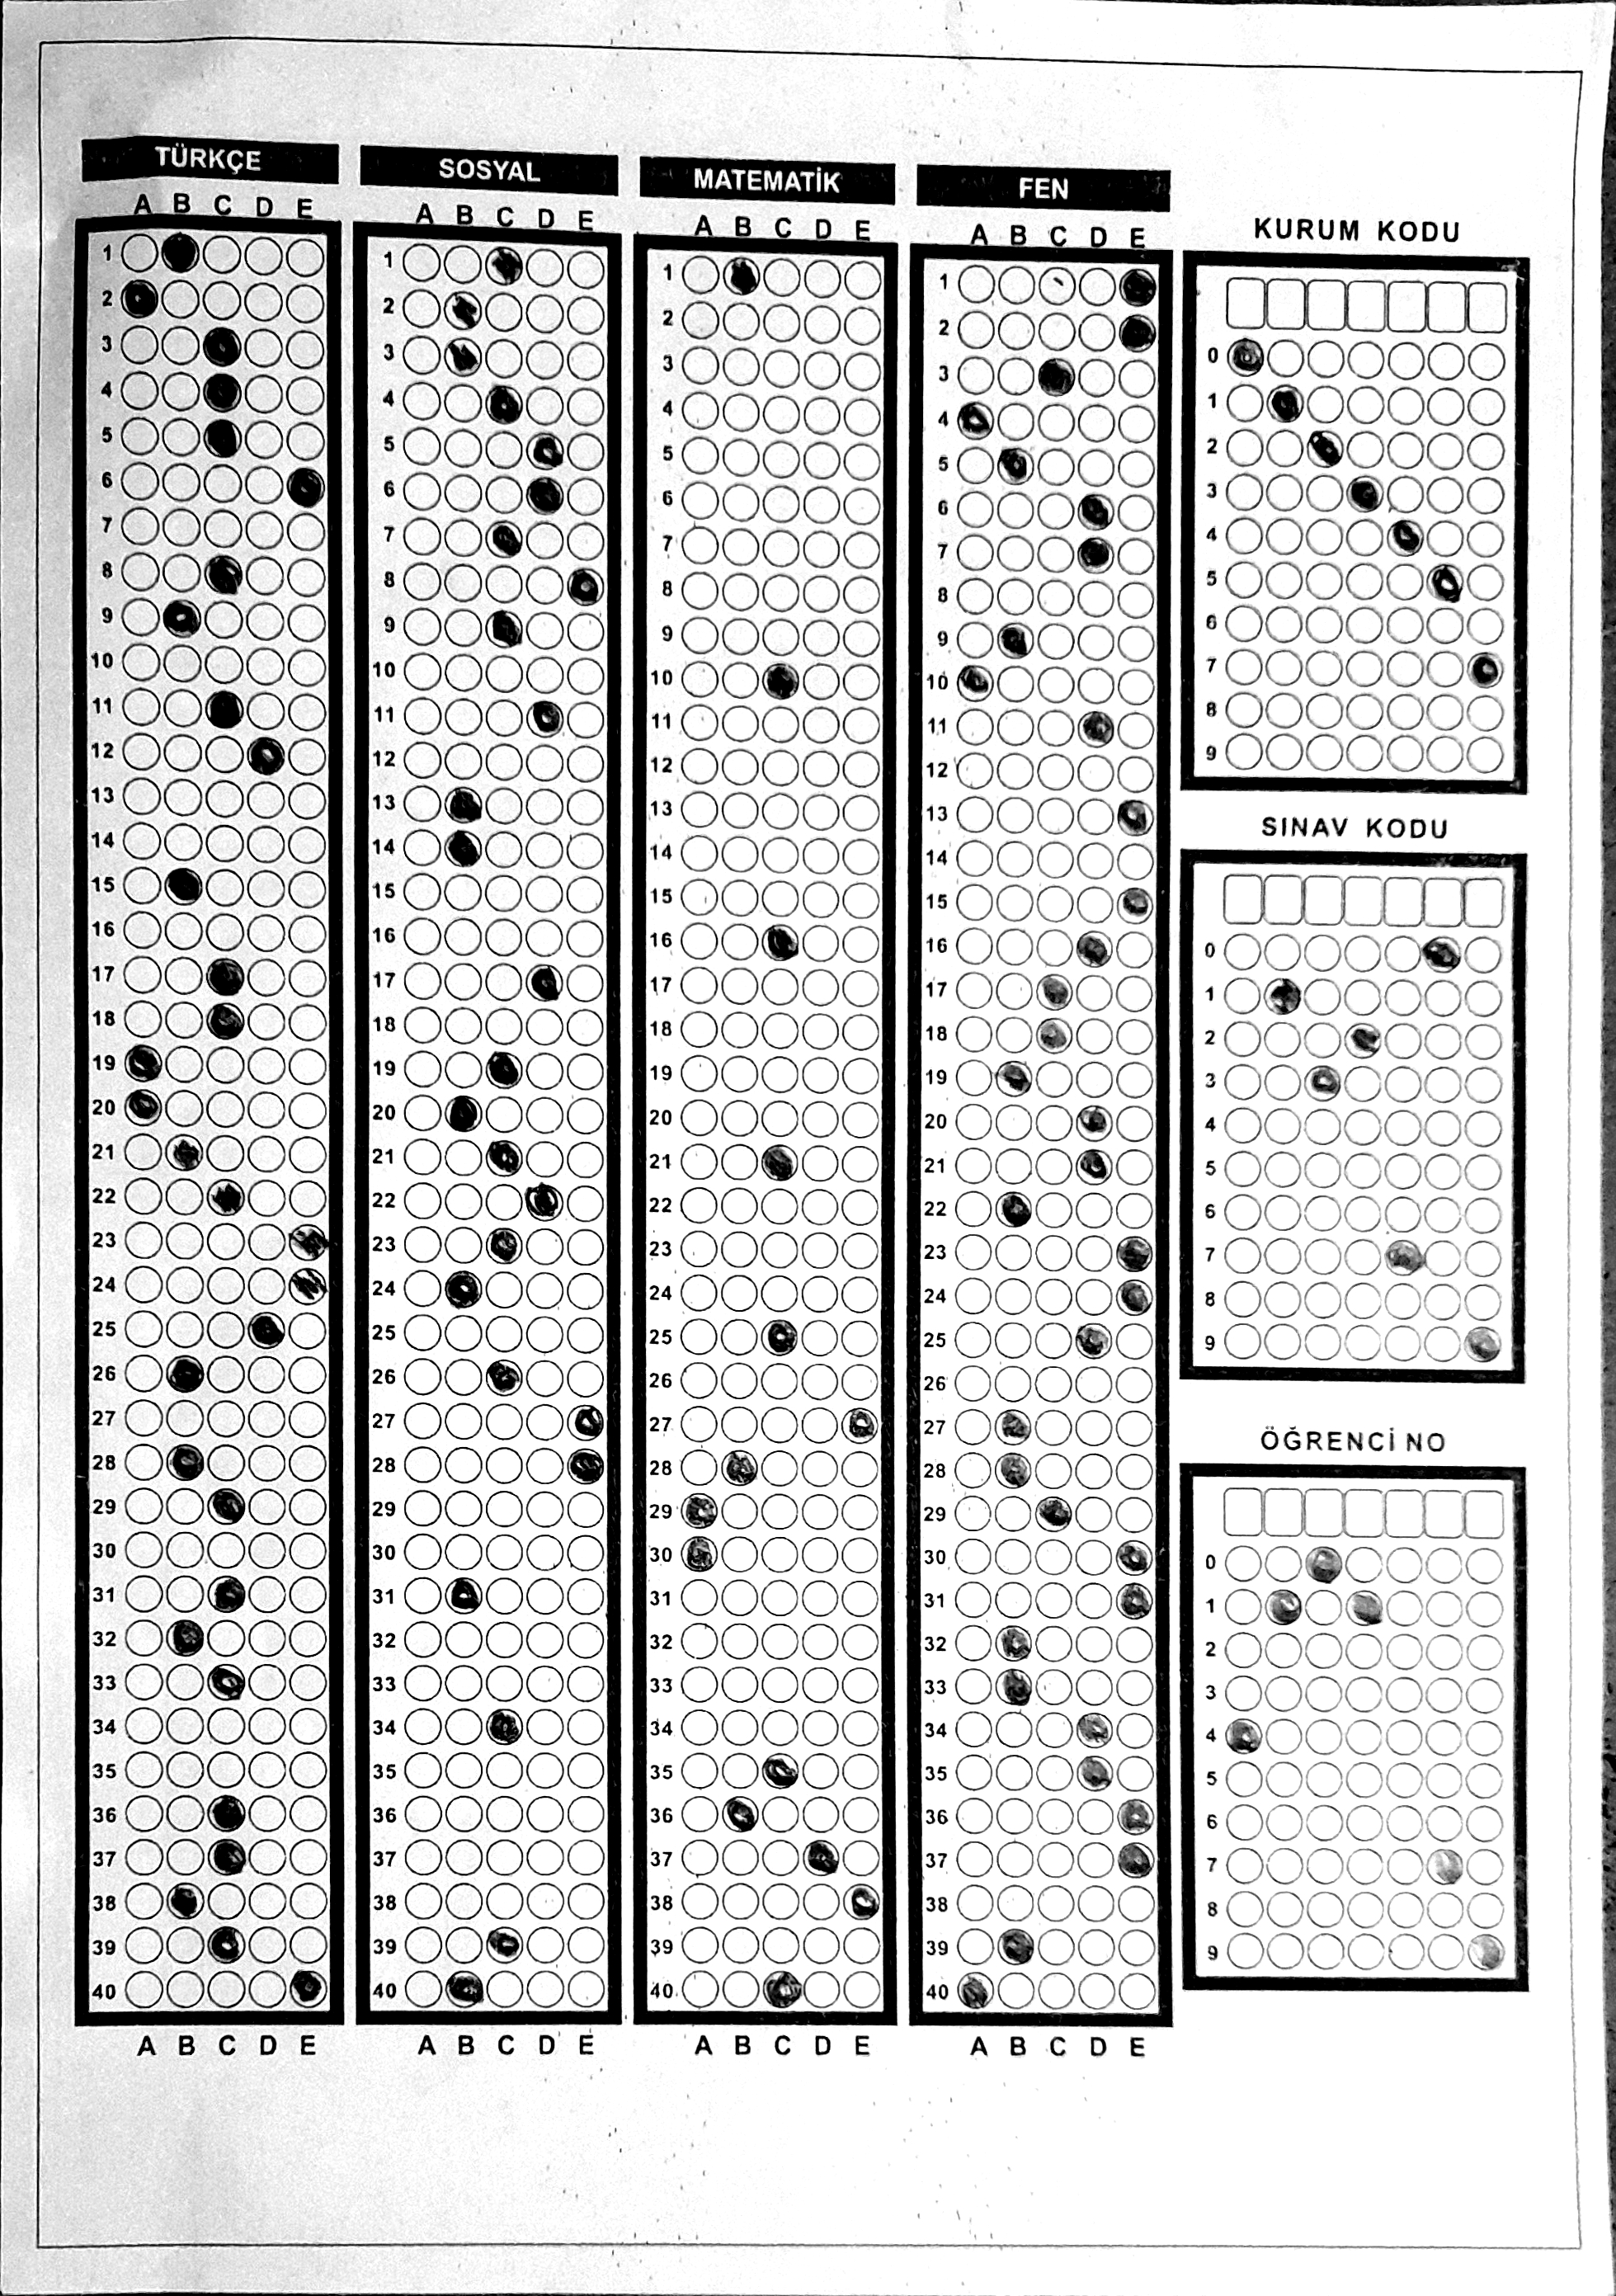 TÜRKÇE SOSYAL MATEMATİK FEN
A B C D E A B C D E A B C D E A B C D E
KURUM KODU
1 1 1 1
2 2 2 2
3 3 3 3
4 4 4 4
5 5 5 5
6 6 6 6
7 7 7 7
8 8 8 8
9 9 9 9
10 10 10 10
11 11 11 11
12 12 12 12
13 13 13 13
14 14 14 14
15 15 15 15
16 16 16 16
17 17 17 17
18 18 18 18
19 19 19 19
20 20 20 20
21 21 21 21
22 22 22 22
23 23 23 23
24 24 24 24
25 25 25 25
26 26 26 26
27 27 27 27
28 28 28 28
29 29 29 29
30 30 30 30
31 31 31 31
32 32 32 32
33 33 33 33
34 34 34 34
35 35 35 35
36 36 36 36
37 37 37 37
38 38 38 38
39 39 39 39
40 40 40 40
A B C D E A B C D E A B C D E A B C D E
0
1
2
3
4
5
6
7
8
9
SINAV KODU
0
1
2
3
4
5
6
7
8
9
ÖĞRENCİ NO
0
1
2
3
4
5
6
7
8
9